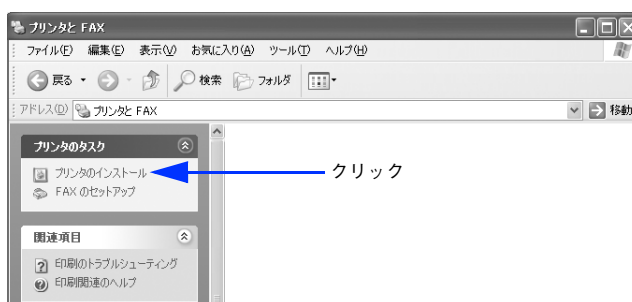 プリンタと FAX
ファイル(F) 編集(E) 表示(V) お気に入り(A) ツール(T) ヘルプ(H)
戻る 検索 フォルダ
アドレス(D) プリンタと FAX 移動
プリンタのタスク
プリンタのインストール クリック
FAX のセットアップ
関連項目
印刷のトラブルシューティング
印刷関連のヘルプ